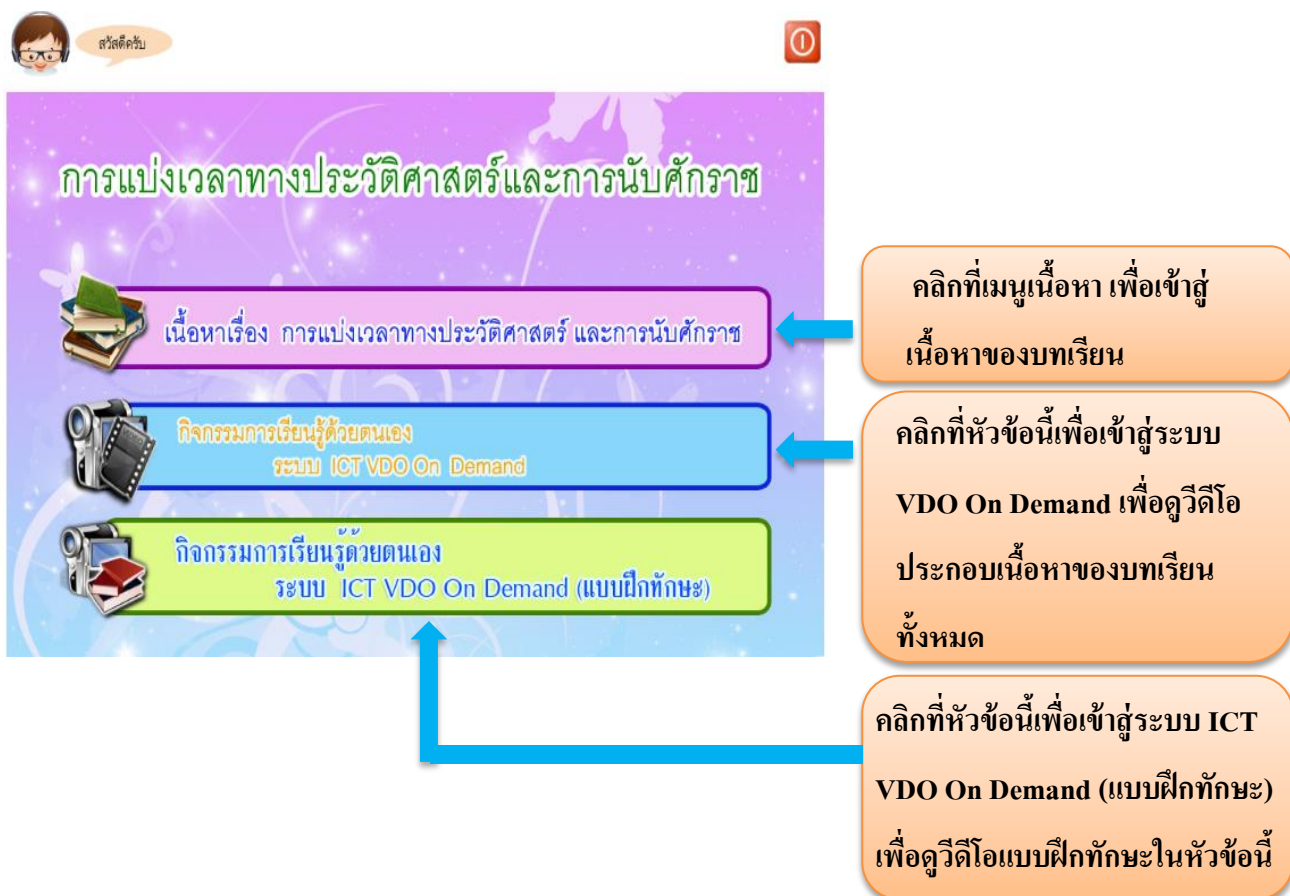 สวัสดีครับ
การแบ่งเวลาทางประวัติศาสตร์และการนับศักราช
เนื้อหาเรื่อง การแบ่งเวลาทางประวัติศาสตร์ และการนับศักราช
กิจกรรมการเรียนรู้ด้วยตนเอง
ระบบ ICT VDO On Demand
กิจกรรมการเรียนรู้ด้วยตนเอง
ระบบ ICT VDO On Demand (แบบฝึกทักษะ)
คลิกที่เมนูเนื้อหา เพื่อเข้าสู่
เนื้อหาของบทเรียน
คลิกที่หัวข้อนี้เพื่อเข้าสู่ระบบ
VDO On Demand เพื่อดูวีดีโอ
ประกอบเนื้อหาของบทเรียน
ทั้งหมด
คลิกที่หัวข้อนี้เพื่อเข้าสู่ระบบ ICT
VDO On Demand (แบบฝึกทักษะ)
เพื่อดูวีดีโอแบบฝึกทักษะในหัวข้อนี้